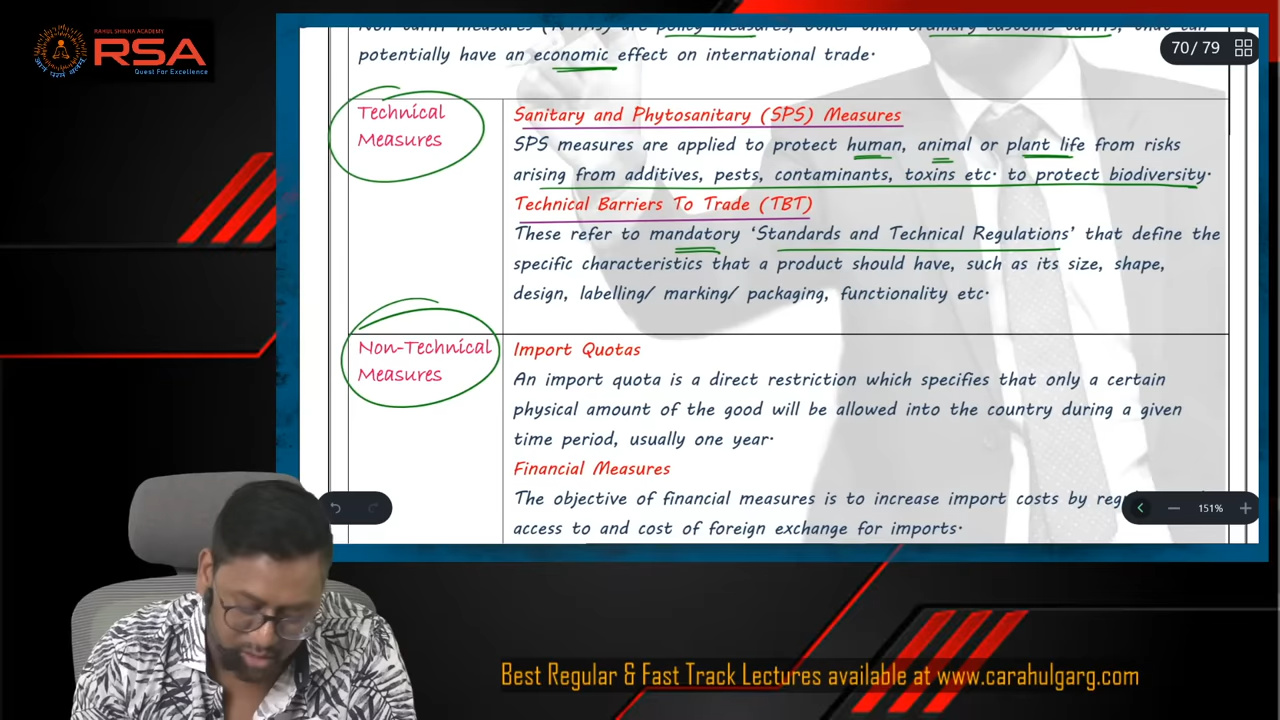 RAHUL SHIKHA ACADEMY
RSA
Quest For Excellence
70 / 79
potentially have an economic effect on international trade.
Technical
Measures
Sanitary and Phytosanitary (SPS) Measures
SPS measures are applied to protect human, animal or plant life from risks
arising from additives, pests, contaminants, toxins etc. to protect biodiversity.
Technical Barriers To Trade (TBT)
These refer to mandatory ‘Standards and Technical Regulations’ that define the
specific characteristics that a product should have, such as its size, shape,
design, labelling/ marking/ packaging, functionality etc.
Non-Technical
Measures
Import Quotas
An import quota is a direct restriction which specifies that only a certain
physical amount of the good will be allowed into the country during a given
time period, usually one year.
Financial Measures
The objective of financial measures is to increase import costs by
access to and cost of foreign exchange for imports.
151%
Best Regular & Fast Track Lectures available at www.carahulgarg.com